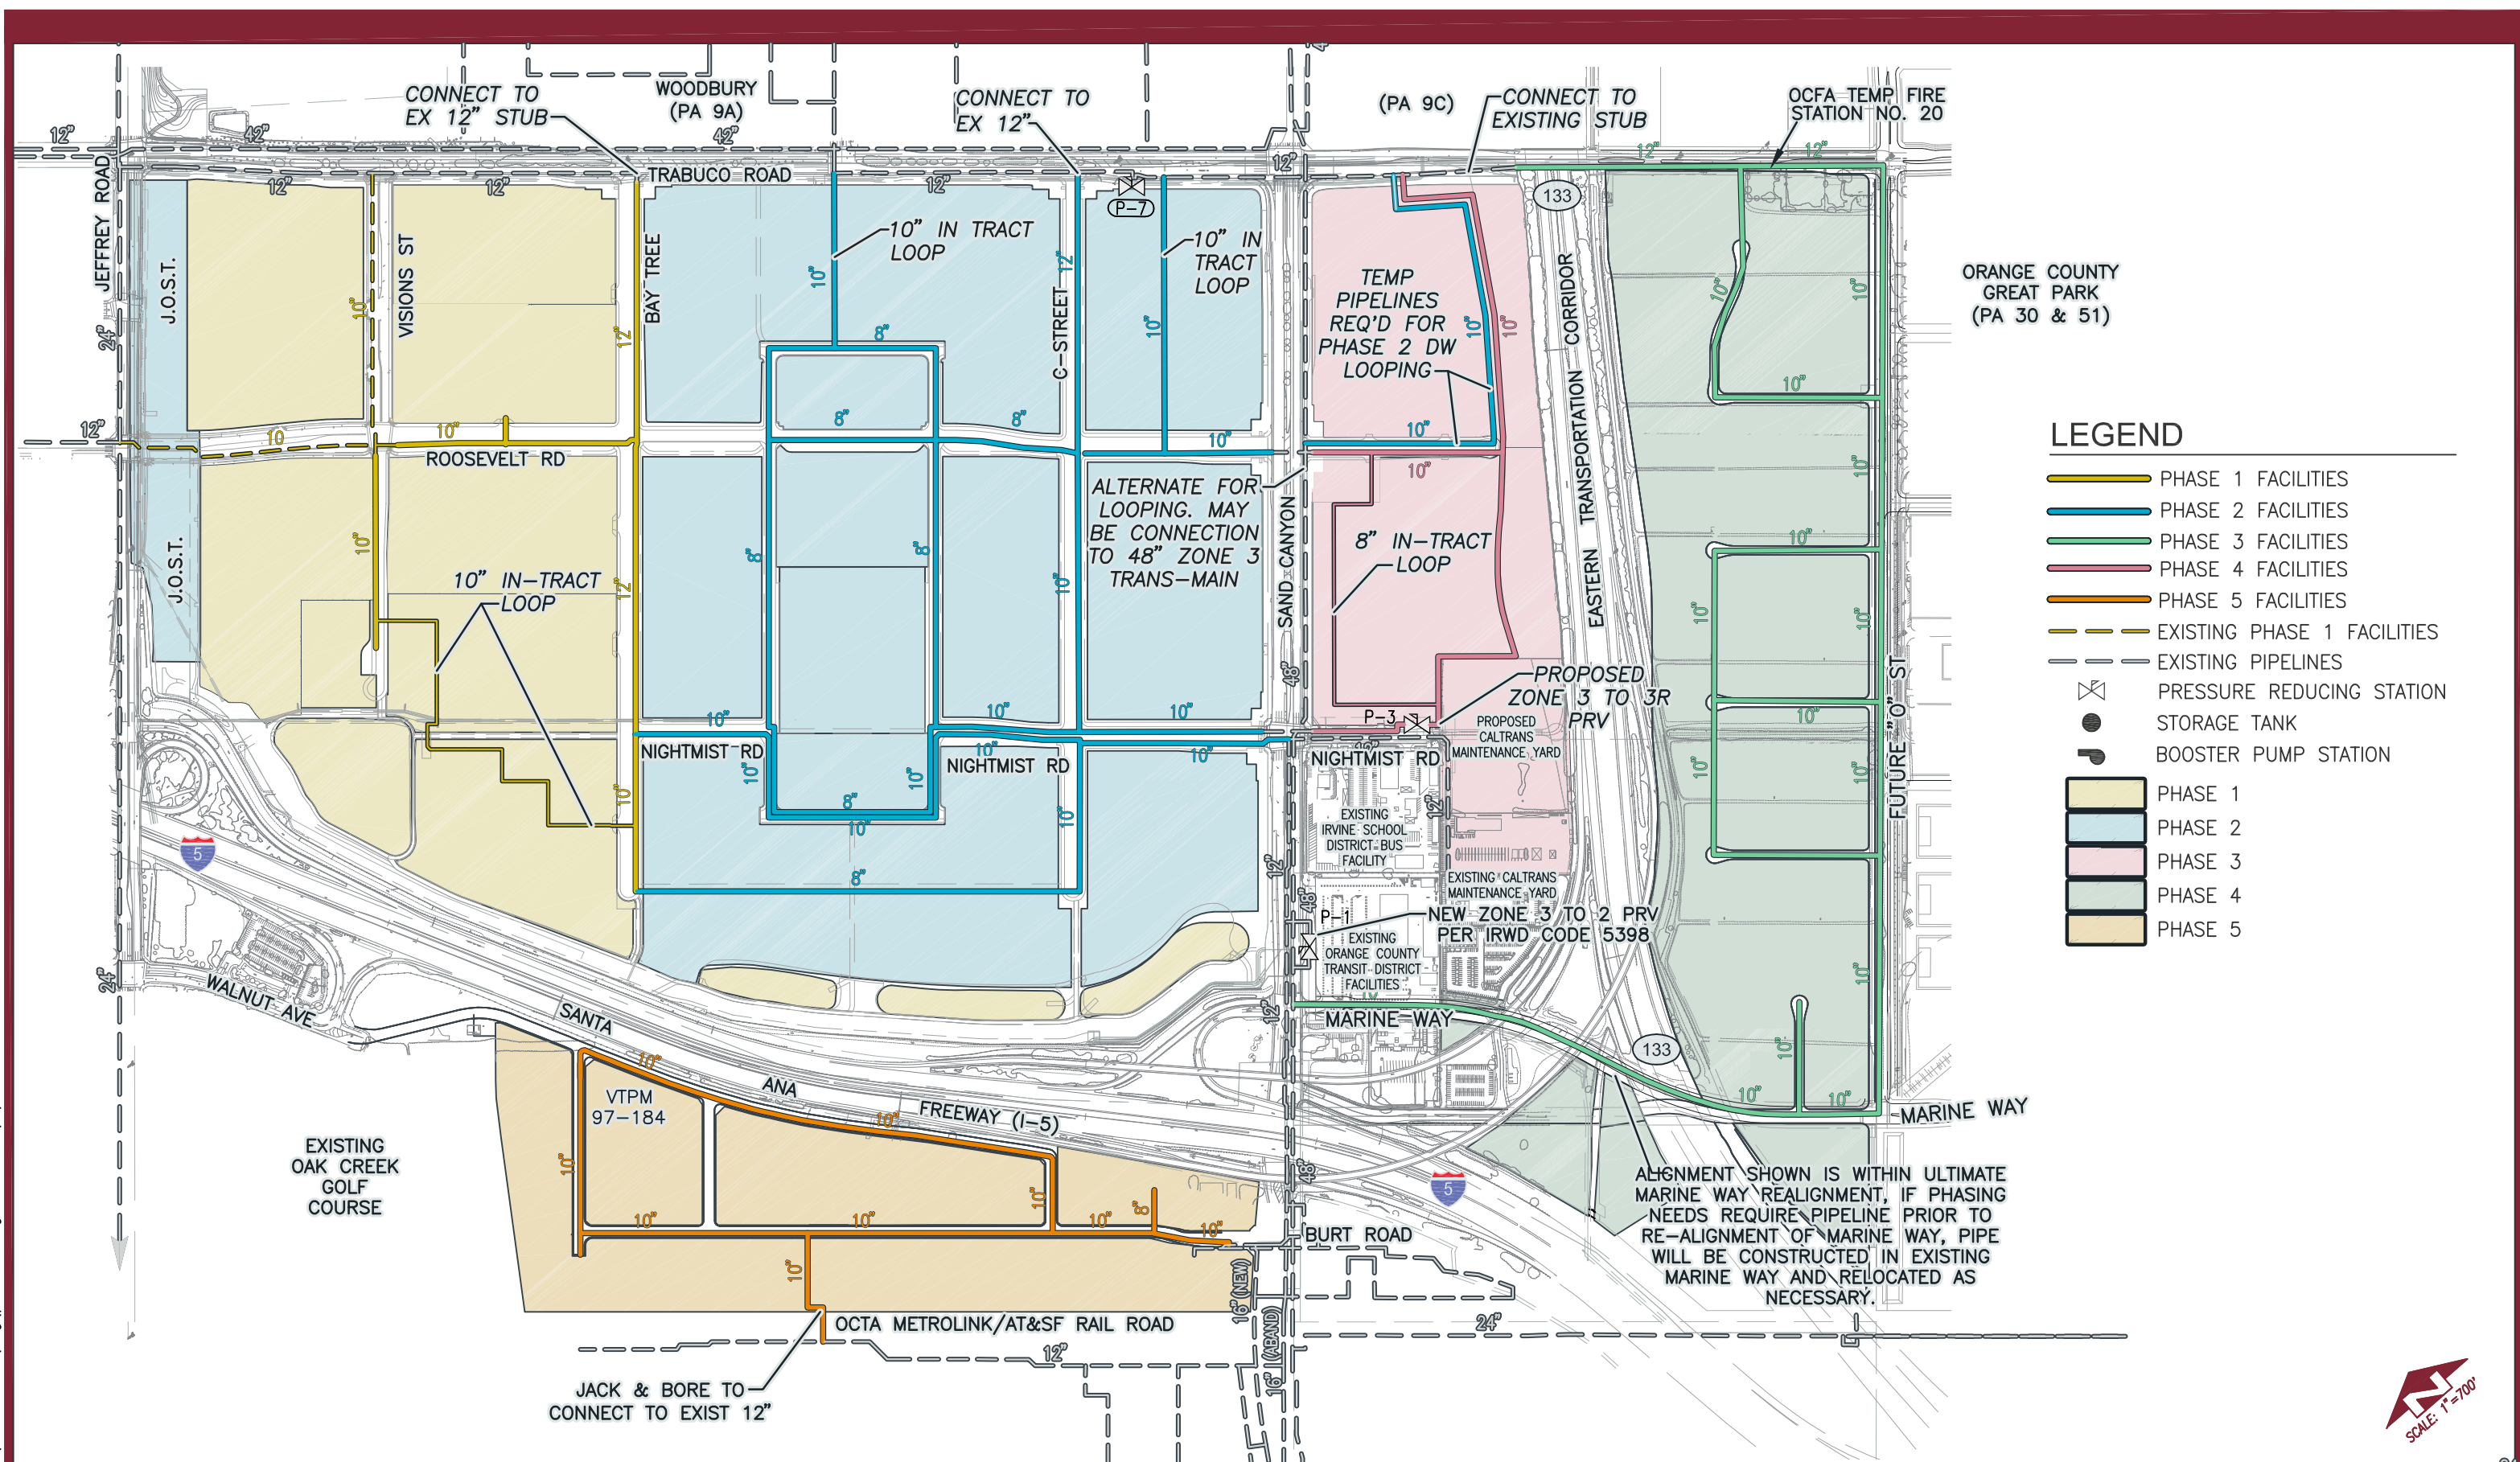 CONNECT TO
EX 12" STUB
WOODBURY
(PA 9A)
CONNECT TO
EX 12"
(PA 9C)
CONNECT TO
EXISTING STUB
OCFA TEMP FIRE
STATION NO. 20
12"
42"
42"
12"
12"
12"
JEFFREY ROAD
12"
12"
TRABUCO ROAD
12"
P-7
133
J.O.S.T.
VISIONS ST
BAY TREE
10" IN TRACT
LOOP
C-STREET
10" IN
TRACT
LOOP
TEMP
PIPELINES
REQ'D FOR
PHASE 2 DW
LOOPING
EASTERN TRANSPORTATION CORRIDOR
ORANGE COUNTY
GREAT PARK
(PA 30 & 51)
24"
10"
12"
10"
12"
10"
10"
10"
10"
10"
8"
8"
8"
10"
10"
10"
12"
10
10"
ROOSEVELT RD
10"
10"
J.O.S.T.
10"
12"
8"
8"
10"
ALTERNATE FOR
LOOPING. MAY
BE CONNECTION
TO 48" ZONE 3
TRANS-MAIN
SAND CANYON
8" IN-TRACT
LOOP
10" IN-TRACT
LOOP
10"
10"
10"
48"
PROPOSED
ZONE 3 TO 3R
PRV
P-3
PROPOSED
CALTRANS
MAINTENANCE YARD
FUTURE "O" ST
10"
10"
10"
10"
NIGHTMIST RD
NIGHTMIST RD
NIGHTMIST RD
12"
10"
10"
10"
10"
10"
10"
10"
12"
10"
8"
10"
10"
EXISTING
IRVINE SCHOOL
DISTRICT BUS
FACILITY
5
8"
12"
48"
EXISTING CALTRANS
MAINTENANCE YARD
P-1
NEW ZONE 3 TO 2 PRV
PER IRWD CODE 5398
EXISTING
ORANGE COUNTY
TRANSIT DISTRICT
FACILITIES
10"
24"
WALNUT AVE
12"
MARINE WAY
133
SANTA ANA FREEWAY (I-5)
10"
10"
10"
10"
MARINE WAY
VTPM
97-184
10"
10"
10"
10"
10"
10"
8"
10"
10"
48"
5
EXISTING
OAK CREEK
GOLF
COURSE
BURT ROAD
ALIGNMENT SHOWN IS WITHIN ULTIMATE
MARINE WAY REALIGNMENT, IF PHASING
NEEDS REQUIRE PIPELINE PRIOR TO
RE-ALIGNMENT OF MARINE WAY, PIPE
WILL BE CONSTRUCTED IN EXISTING
MARINE WAY AND RELOCATED AS
NECESSARY.
10"
16" (NEW)
OCTA METROLINK/AT&SF RAIL ROAD
24"
12"
16" (ABAND)
JACK & BORE TO
CONNECT TO EXIST 12"
LEGEND
PHASE 1 FACILITIES
PHASE 2 FACILITIES
PHASE 3 FACILITIES
PHASE 4 FACILITIES
PHASE 5 FACILITIES
EXISTING PHASE 1 FACILITIES
EXISTING PIPELINES
PRESSURE REDUCING STATION
STORAGE TANK
BOOSTER PUMP STATION
PHASE 1
PHASE 2
PHASE 3
PHASE 4
PHASE 5
SCALE: 1"=700'